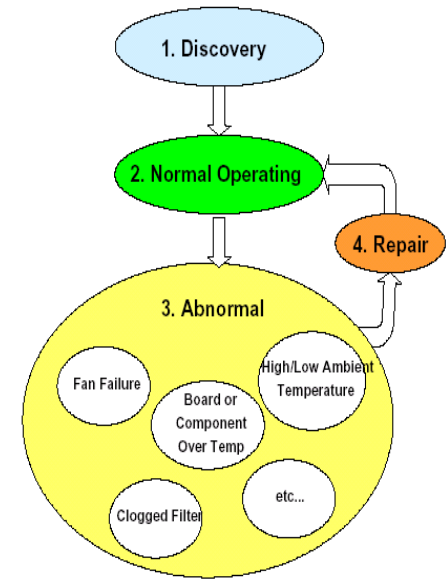 1. Discovery
2. Normal Operating
4. Repair
3. Abnormal
High/Low Ambient
Temperature
Fan Failure
Board or
Component
Over Temp
etc...
Clogged Filter